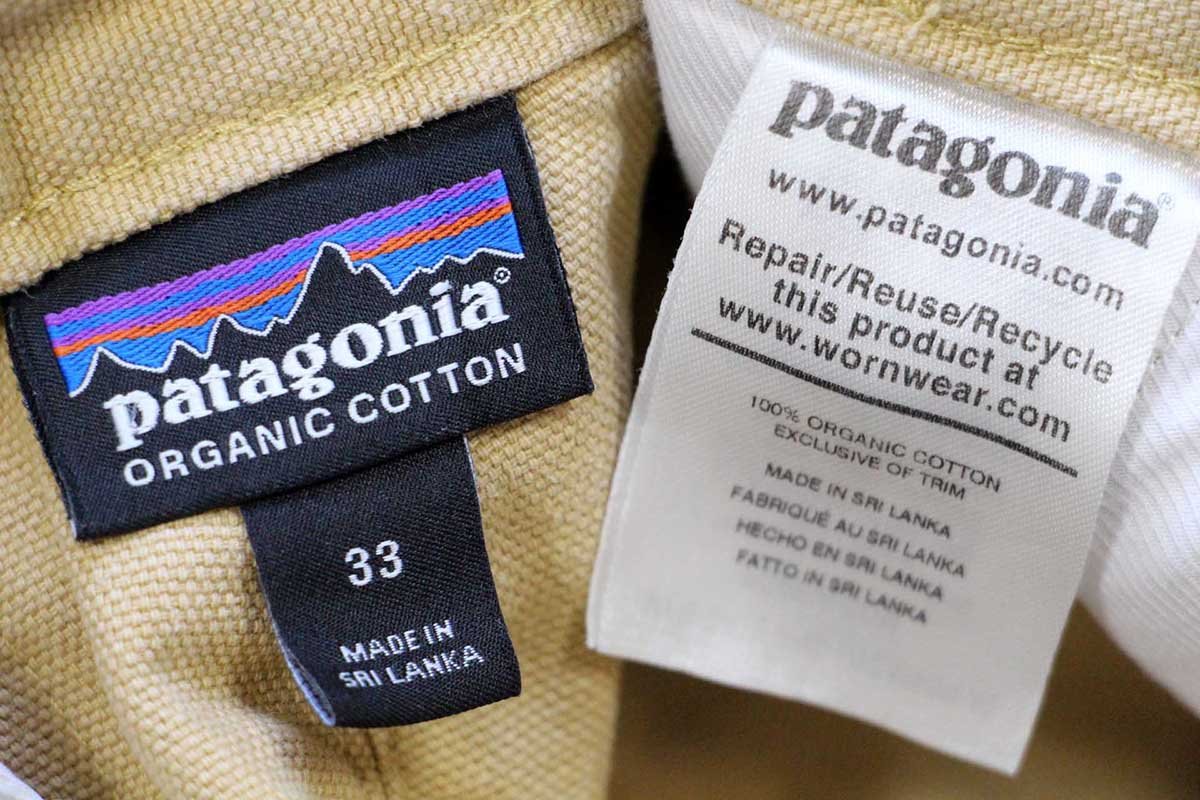 patagonia®
ORGANIC COTTON
33
MADE IN
SRI LANKA
patagonia®
www.patagonia.com
Repair/Reuse/Recycle
this product at
www.wornwear.com
100% ORGANIC COTTON
EXCLUSIVE OF TRIM
MADE IN SRI LANKA
FABRIQUÉ AU SRI LANKA
HECHO EN SRI LANKA
FATTO IN SRI LANKA